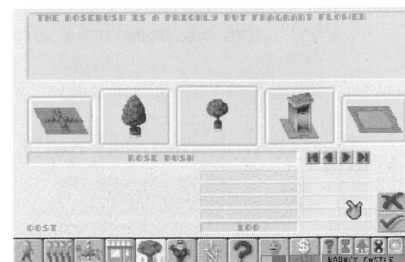 THE ROSEBUSH IS A PRICKLY BUT FRAGRANT FLOWER
ROSE BUSH
COST 100